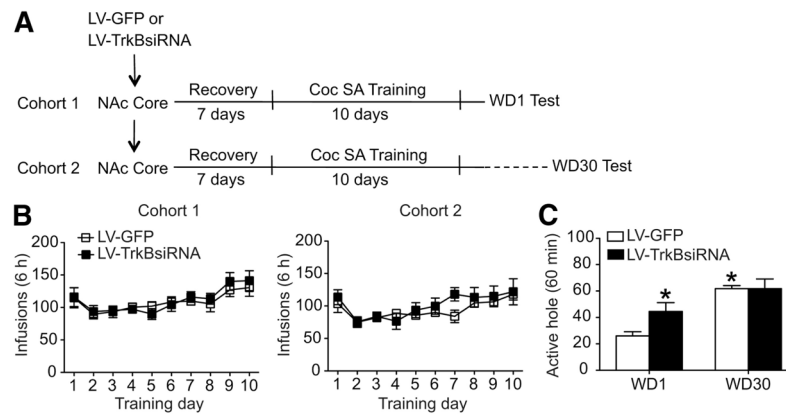 A
LV-GFP or
LV-TrkBsiRNA
Cohort 1 NAc Core Recovery 7 days Coc SA Training 10 days WD1 Test
Cohort 2 NAc Core Recovery 7 days Coc SA Training 10 days WD30 Test
B
Cohort 1
LV-GFP
LV-TrkBsiRNA
Infusions (6 h)
200
150
100
50
0
1 2 3 4 5 6 7 8 9 10
Training day
Cohort 2
Infusions (6 h)
200
150
100
50
0
1 2 3 4 5 6 7 8 9 10
Training day
C
LV-GFP
LV-TrkBsiRNA
Active hole (60 min)
100
80
60
40
20
0
* *
WD1 WD30